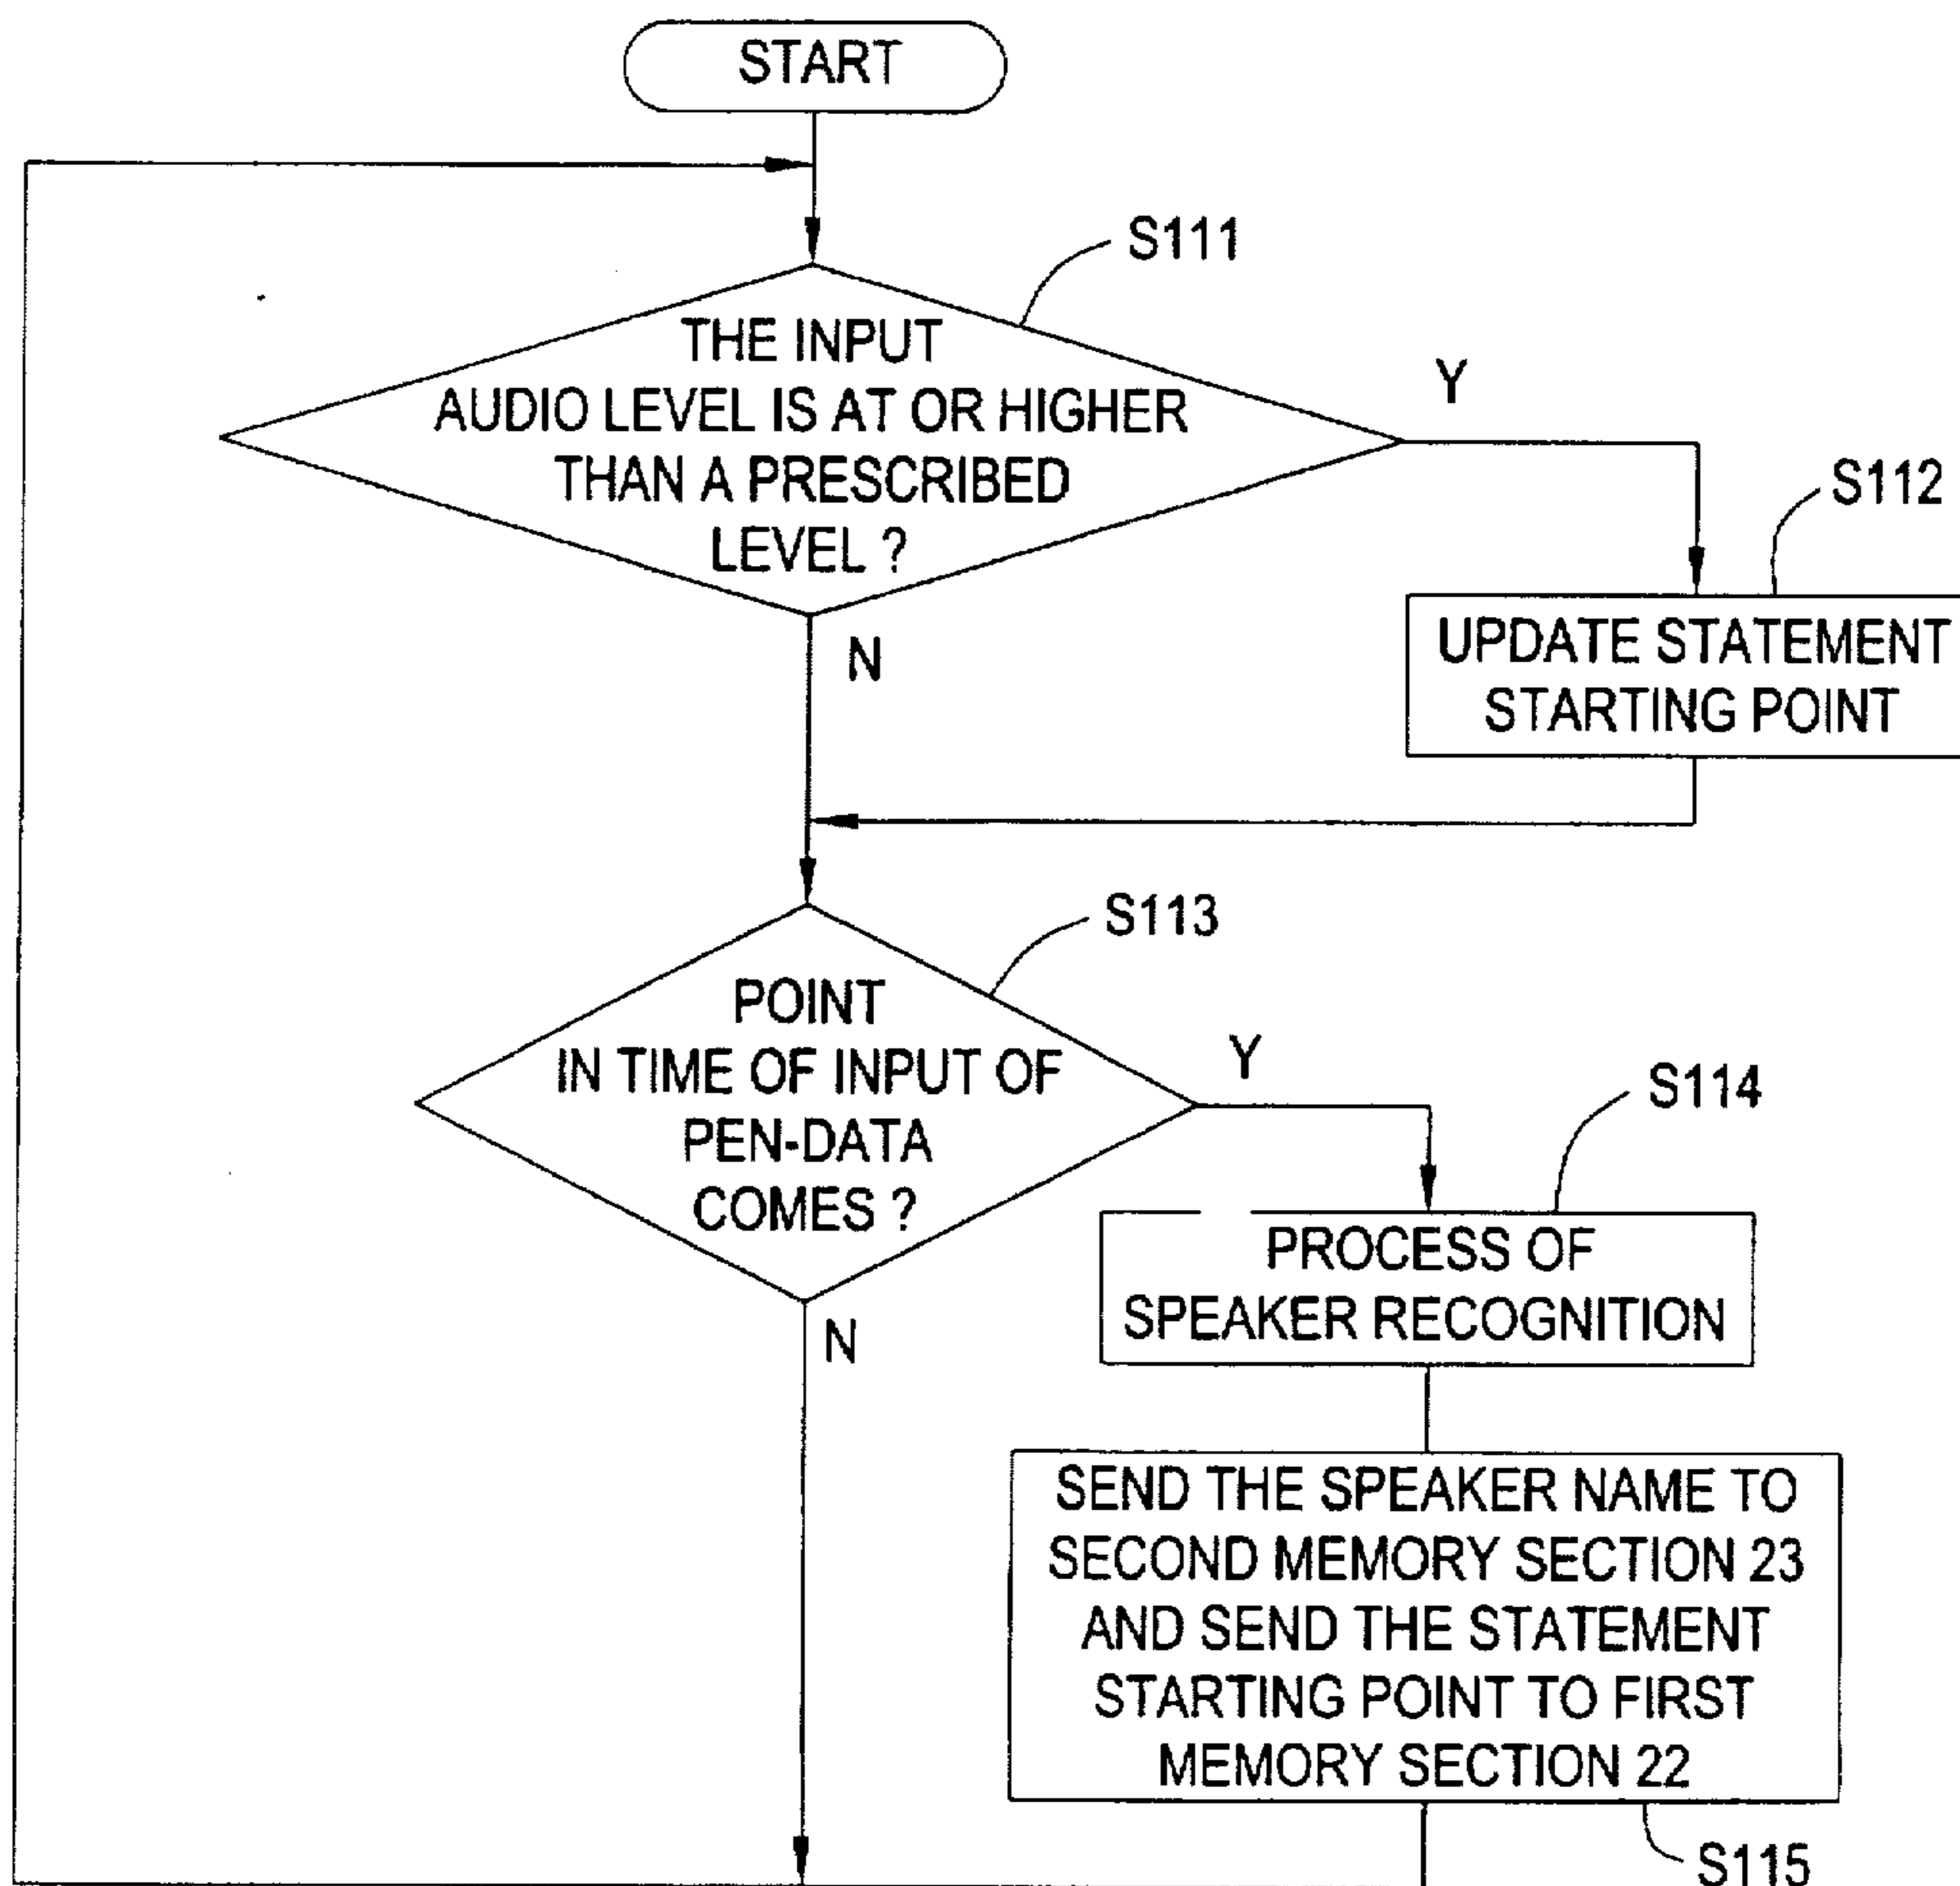 START
S111
THE INPUT
AUDIO LEVEL IS AT OR HIGHER
THAN A PRESCRIBED
LEVEL ?
Y
N
S112
UPDATE STATEMENT
STARTING POINT
S113
POINT
IN TIME OF INPUT OF
PEN-DATA
COMES ?
Y
N
S114
PROCESS OF
SPEAKER RECOGNITION
SEND THE SPEAKER NAME TO
SECOND MEMORY SECTION 23
AND SEND THE STATEMENT
STARTING POINT TO FIRST
MEMORY SECTION 22
S115